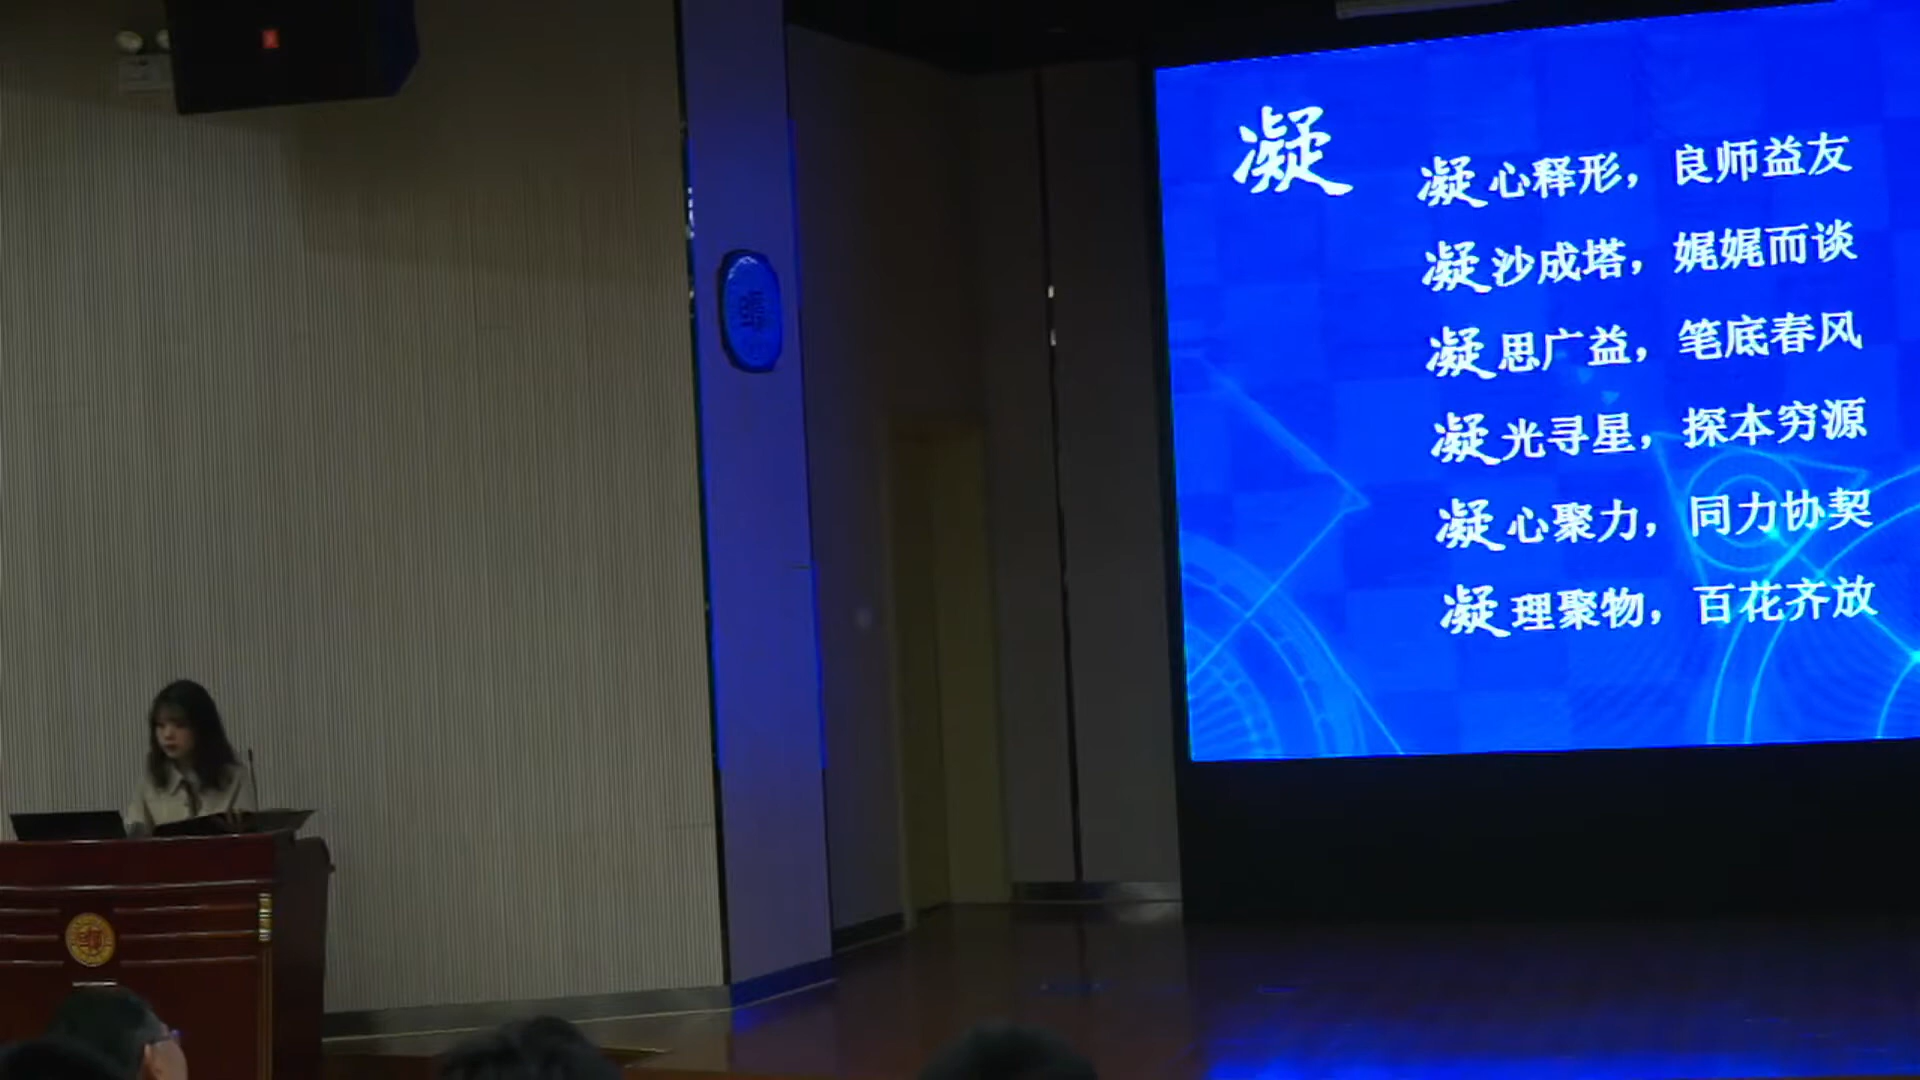 凝
凝心释形，良师益友
凝沙成塔，娓娓而谈
凝思广益，笔底春风
凝光寻星，探本穷源
凝心聚力，同力协契
凝理聚物，百花齐放